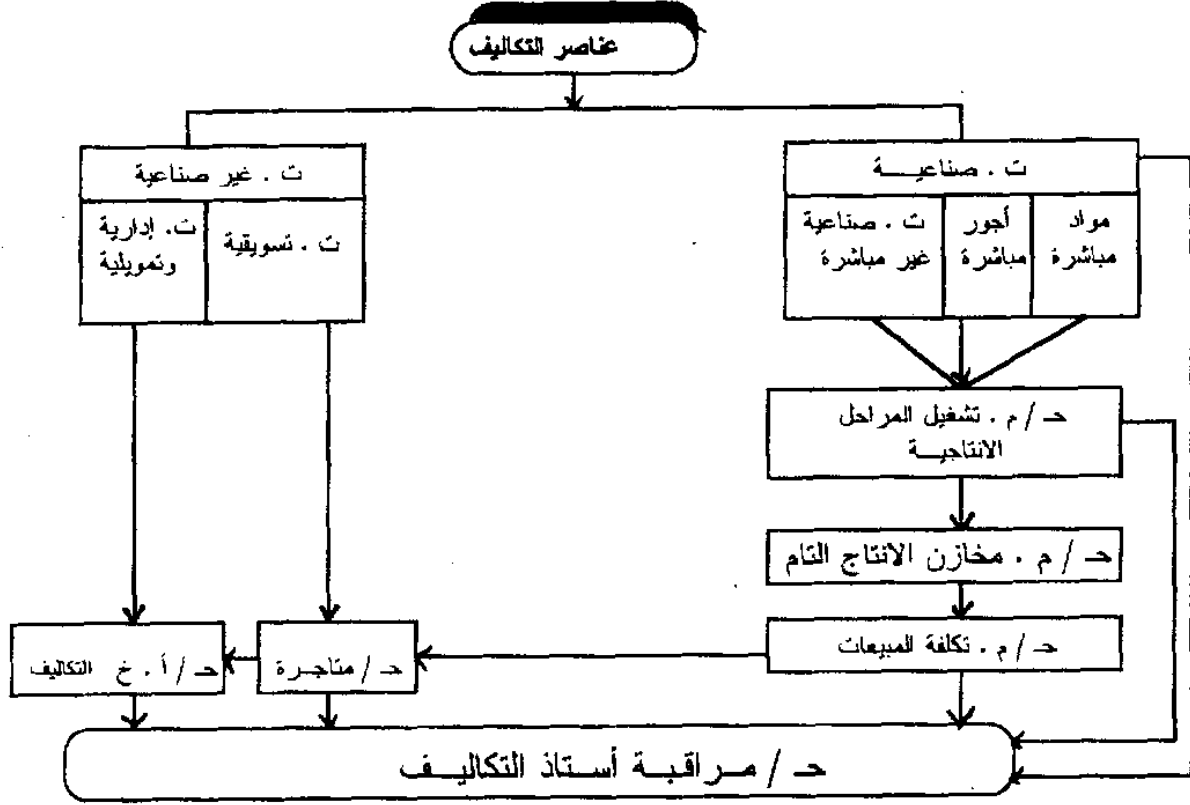 عناصر التكاليف
ت . صناعيـــة
مواد
مباشرة
أجور
مباشرة
ت . صناعية
غير مباشرة
ت . غير صناعية
ت . تسويقية
ت. إدارية
وتمويلية
حـ / م . تشغيل المراحل
الانتاجيـــة
حـ / م . مخازن الانتاج التام
حـ / م . تكلفة المبيعات
حـ / متاجـرة
حـ / أ . خ التكاليف
حـ / مـراقبـة أستاذ التكاليـف